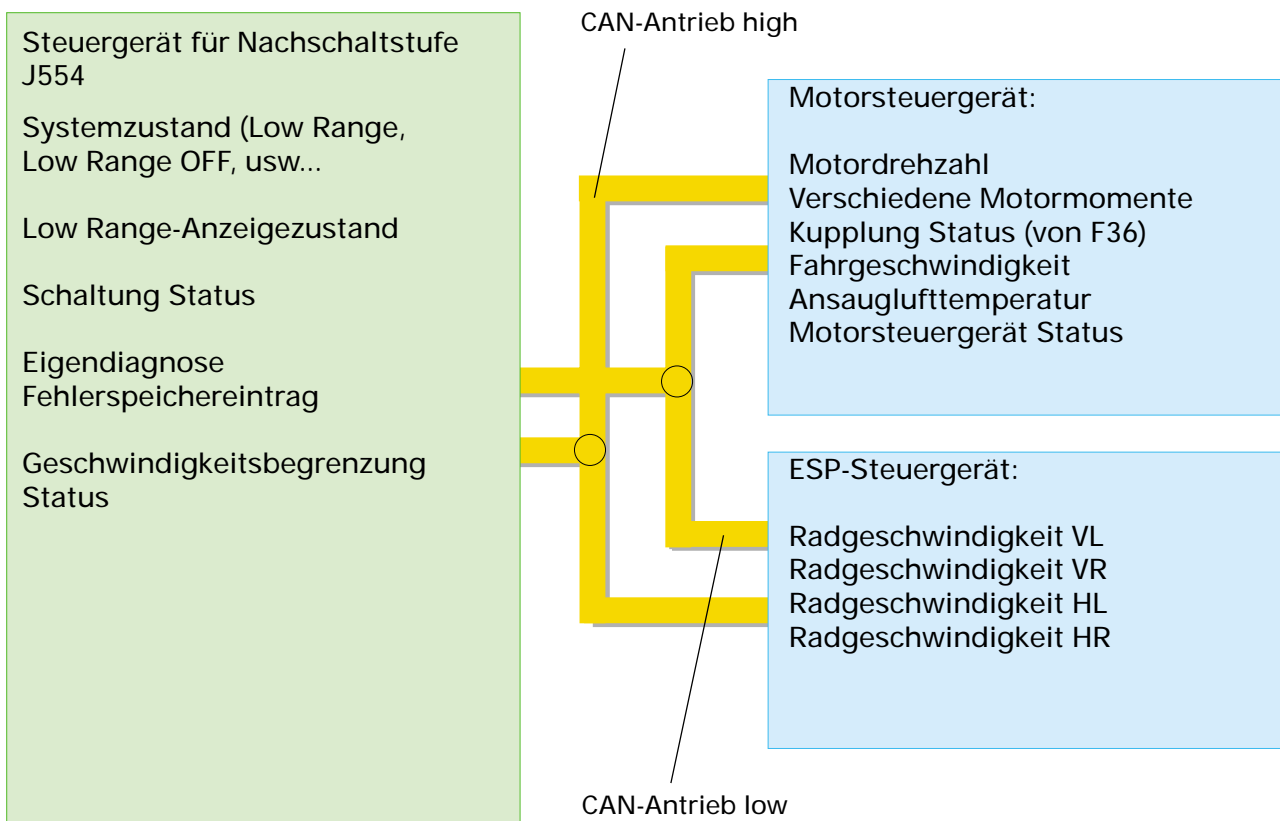 CAN-Antrieb high
Steuergerät für Nachschaltstufe
J554
Systemzustand (Low Range,
Low Range OFF, usw...
Low Range-Anzeigezustand
Schaltung Status
Eigendiagnose
Fehlerspeichereintrag
Geschwindigkeitsbegrenzung
Status
Motorsteuergerät:
Motordrehzahl
Verschiedene Motormomente
Kupplung Status (von F36)
Fahrgeschwindigkeit
Ansauglufttemperatur
Motorsteuergerät Status
ESP-Steuergerät:
Radgeschwindigkeit VL
Radgeschwindigkeit VR
Radgeschwindigkeit HL
Radgeschwindigkeit HR
CAN-Antrieb low